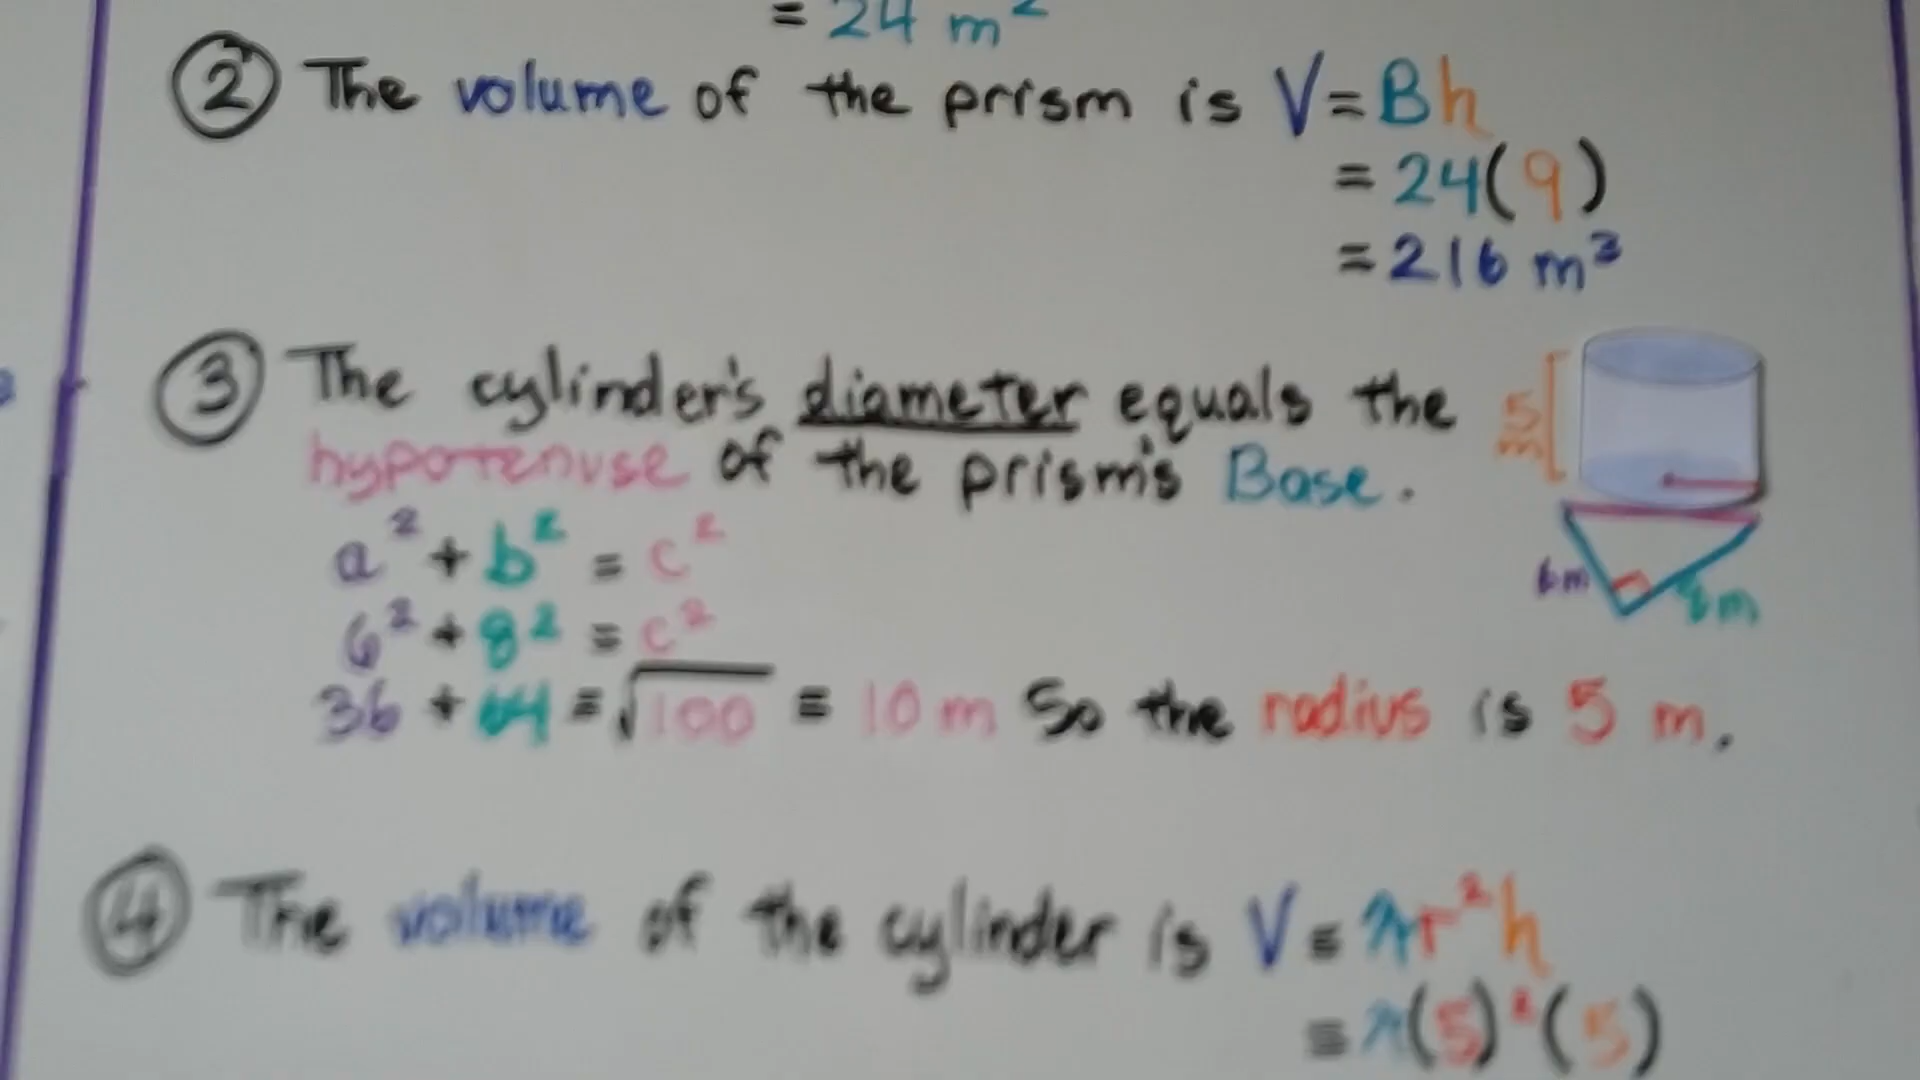 = 24 m²
② The volume of the prism is V=Bh
= 24(9)
= 216 m³
③ The cylinder's diameter equals the
hypotenuse of the prism's Base.
5 m
a² + b² = c²
6² + 8² = c²
6m 8m
36 + 64 = √100 = 10 m So the radius is 5 m.
④ The volume of the cylinder is V = πr²h
= π(5)²(5)